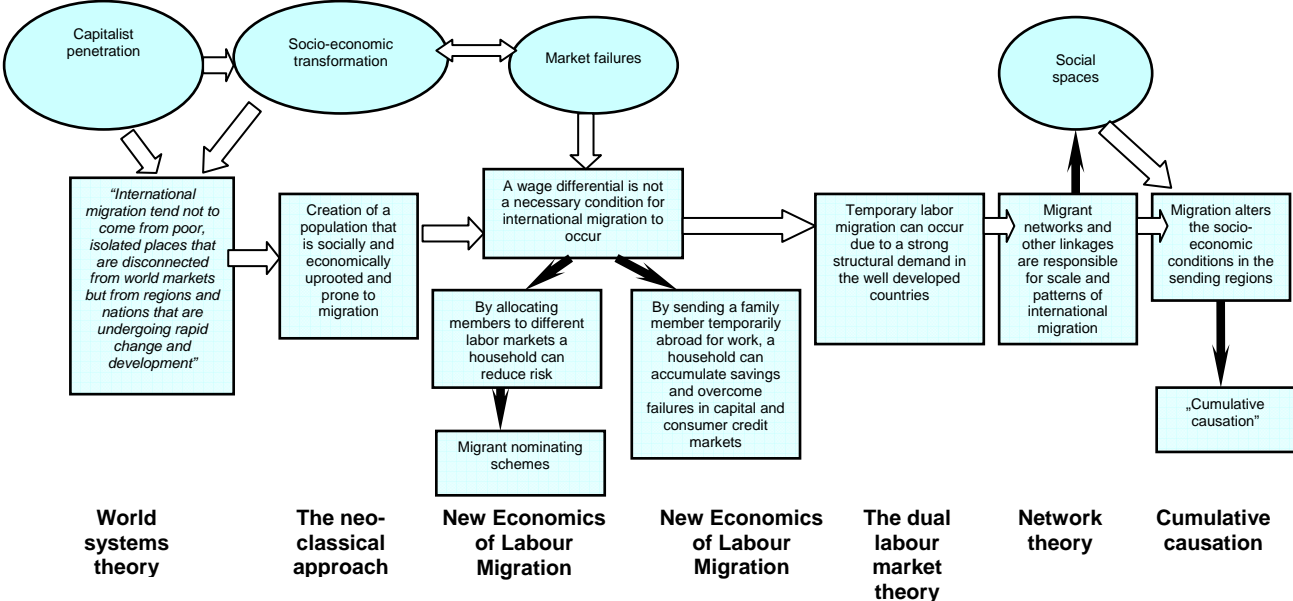 Capitalist
penetration
Socio-economic
transformation
Market failures
Social
spaces
“International
migration tend not to
come from poor,
isolated places that
are disconnected
from world markets
but from regions and
nations that are
undergoing rapid
change and
development”
Creation of a
population that
is socially and
economically
uprooted and
prone to
migration
A wage differential is not
a necessary condition for
international migration to
occur
By allocating
members to different
labor markets a
household can
reduce risk
Migrant nominating
schemes
By sending a family
member temporarily
abroad for work, a
household can
accumulate savings
and overcome
failures in capital and
consumer credit
markets
Temporary labor
migration can occur
due to a strong
structural demand in
the well developed
countries
Migrant
networks and
other linkages
are responsible
for scale and
patterns of
international
migration
Migration alters
the socio-
economic
conditions in the
sending regions
„Cumulative
causation”
World
systems
theory
The neo-
classical
approach
New Economics
of Labour
Migration
New Economics
of Labour
Migration
The dual
labour
market
theory
Network
theory
Cumulative
causation